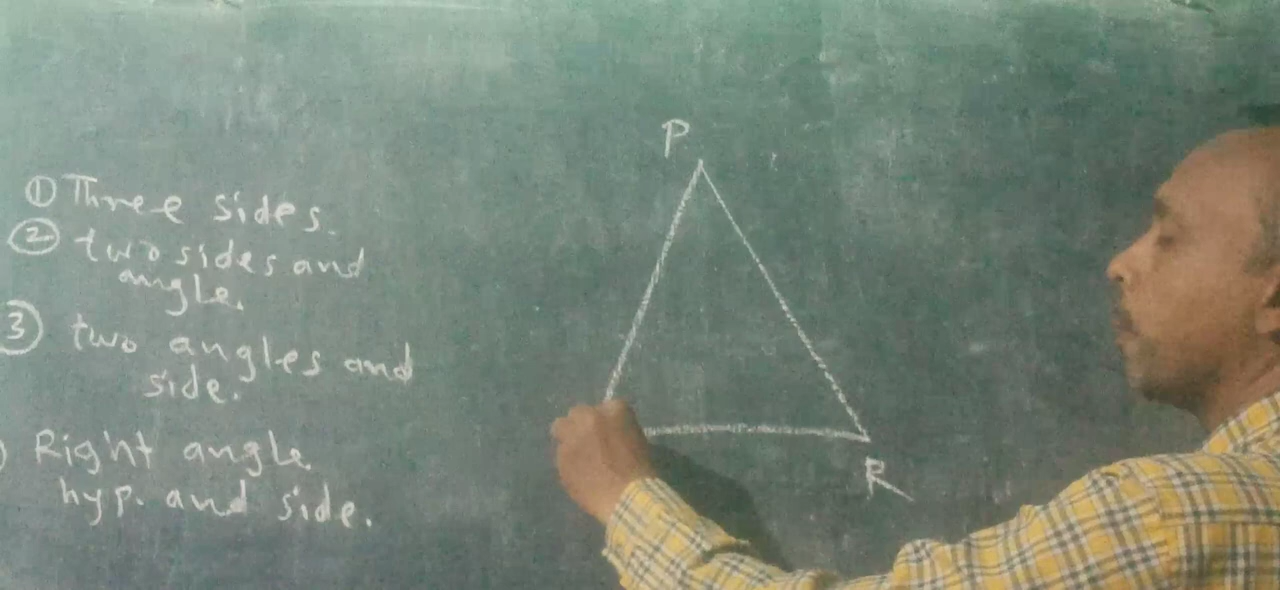 ① Three sides.
② two sides and
angle.
③ two angles and
side.
) Right angle
hyp. and side.
P
R